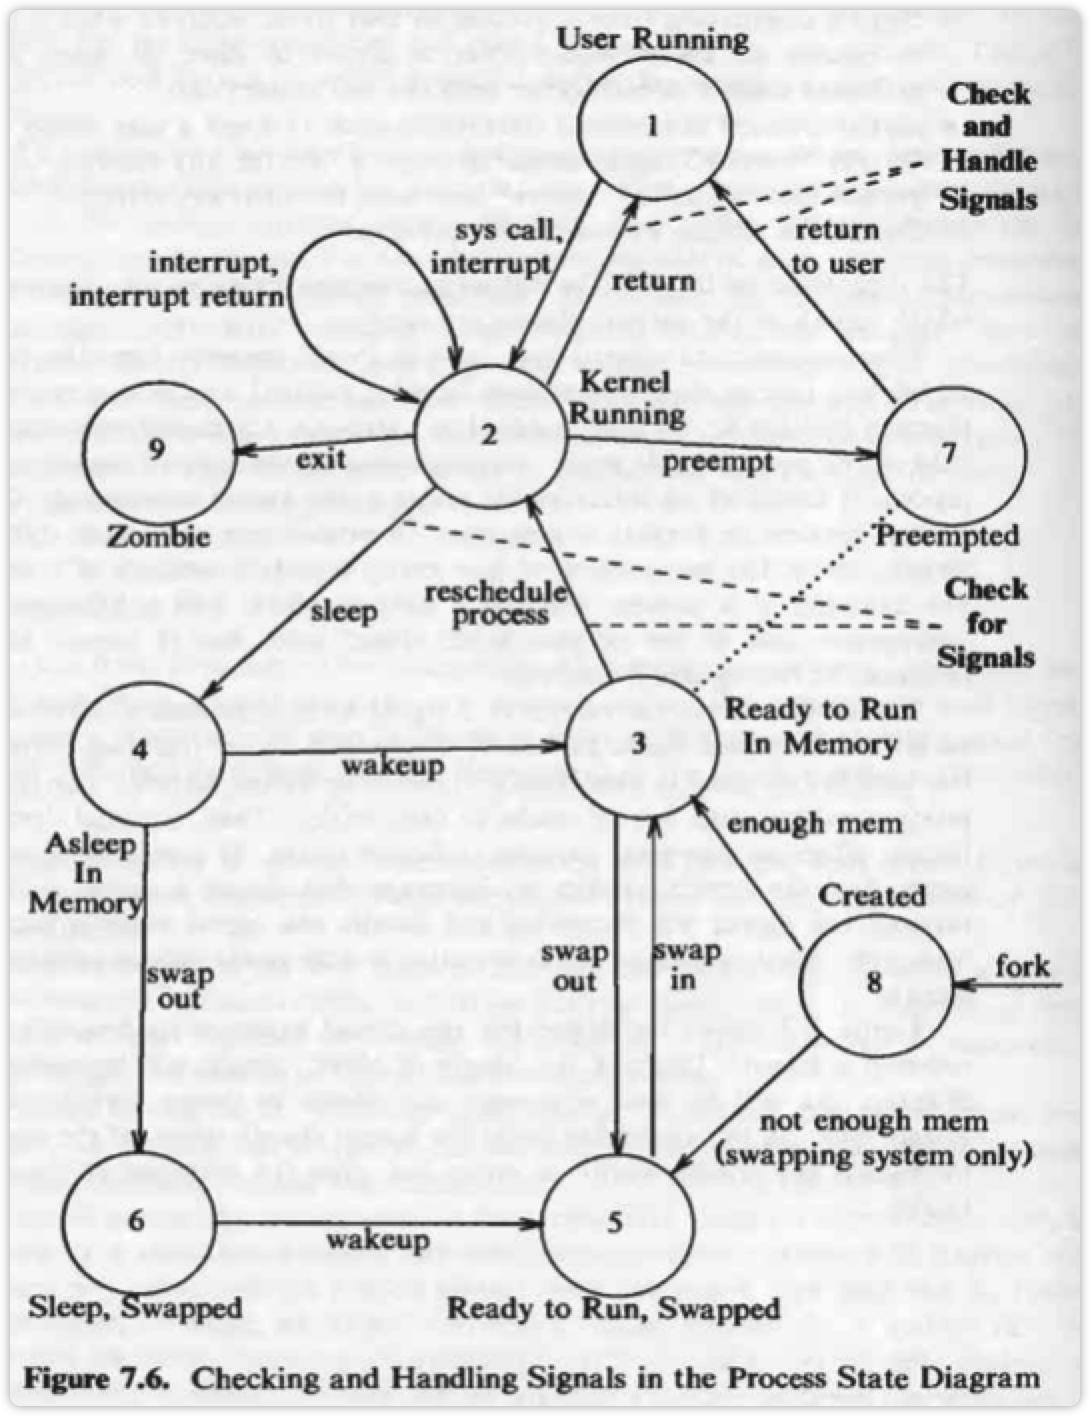 User Running
1
Check
and
Handle
Signals
sys call,
interrupt
return
return
to user
interrupt,
interrupt return
Kernel
Running
2
9
exit
preempt
7
Zombie
Preempted
sleep
reschedule
process
Check
for
Signals
4
wakeup
3
Ready to Run
In Memory
Asleep
In
Memory
enough mem
Created
8
fork
swap
out
swap
out
swap
in
not enough mem
(swapping system only)
6
wakeup
5
Sleep, Swapped
Ready to Run, Swapped
Figure 7.6. Checking and Handling Signals in the Process State Diagram